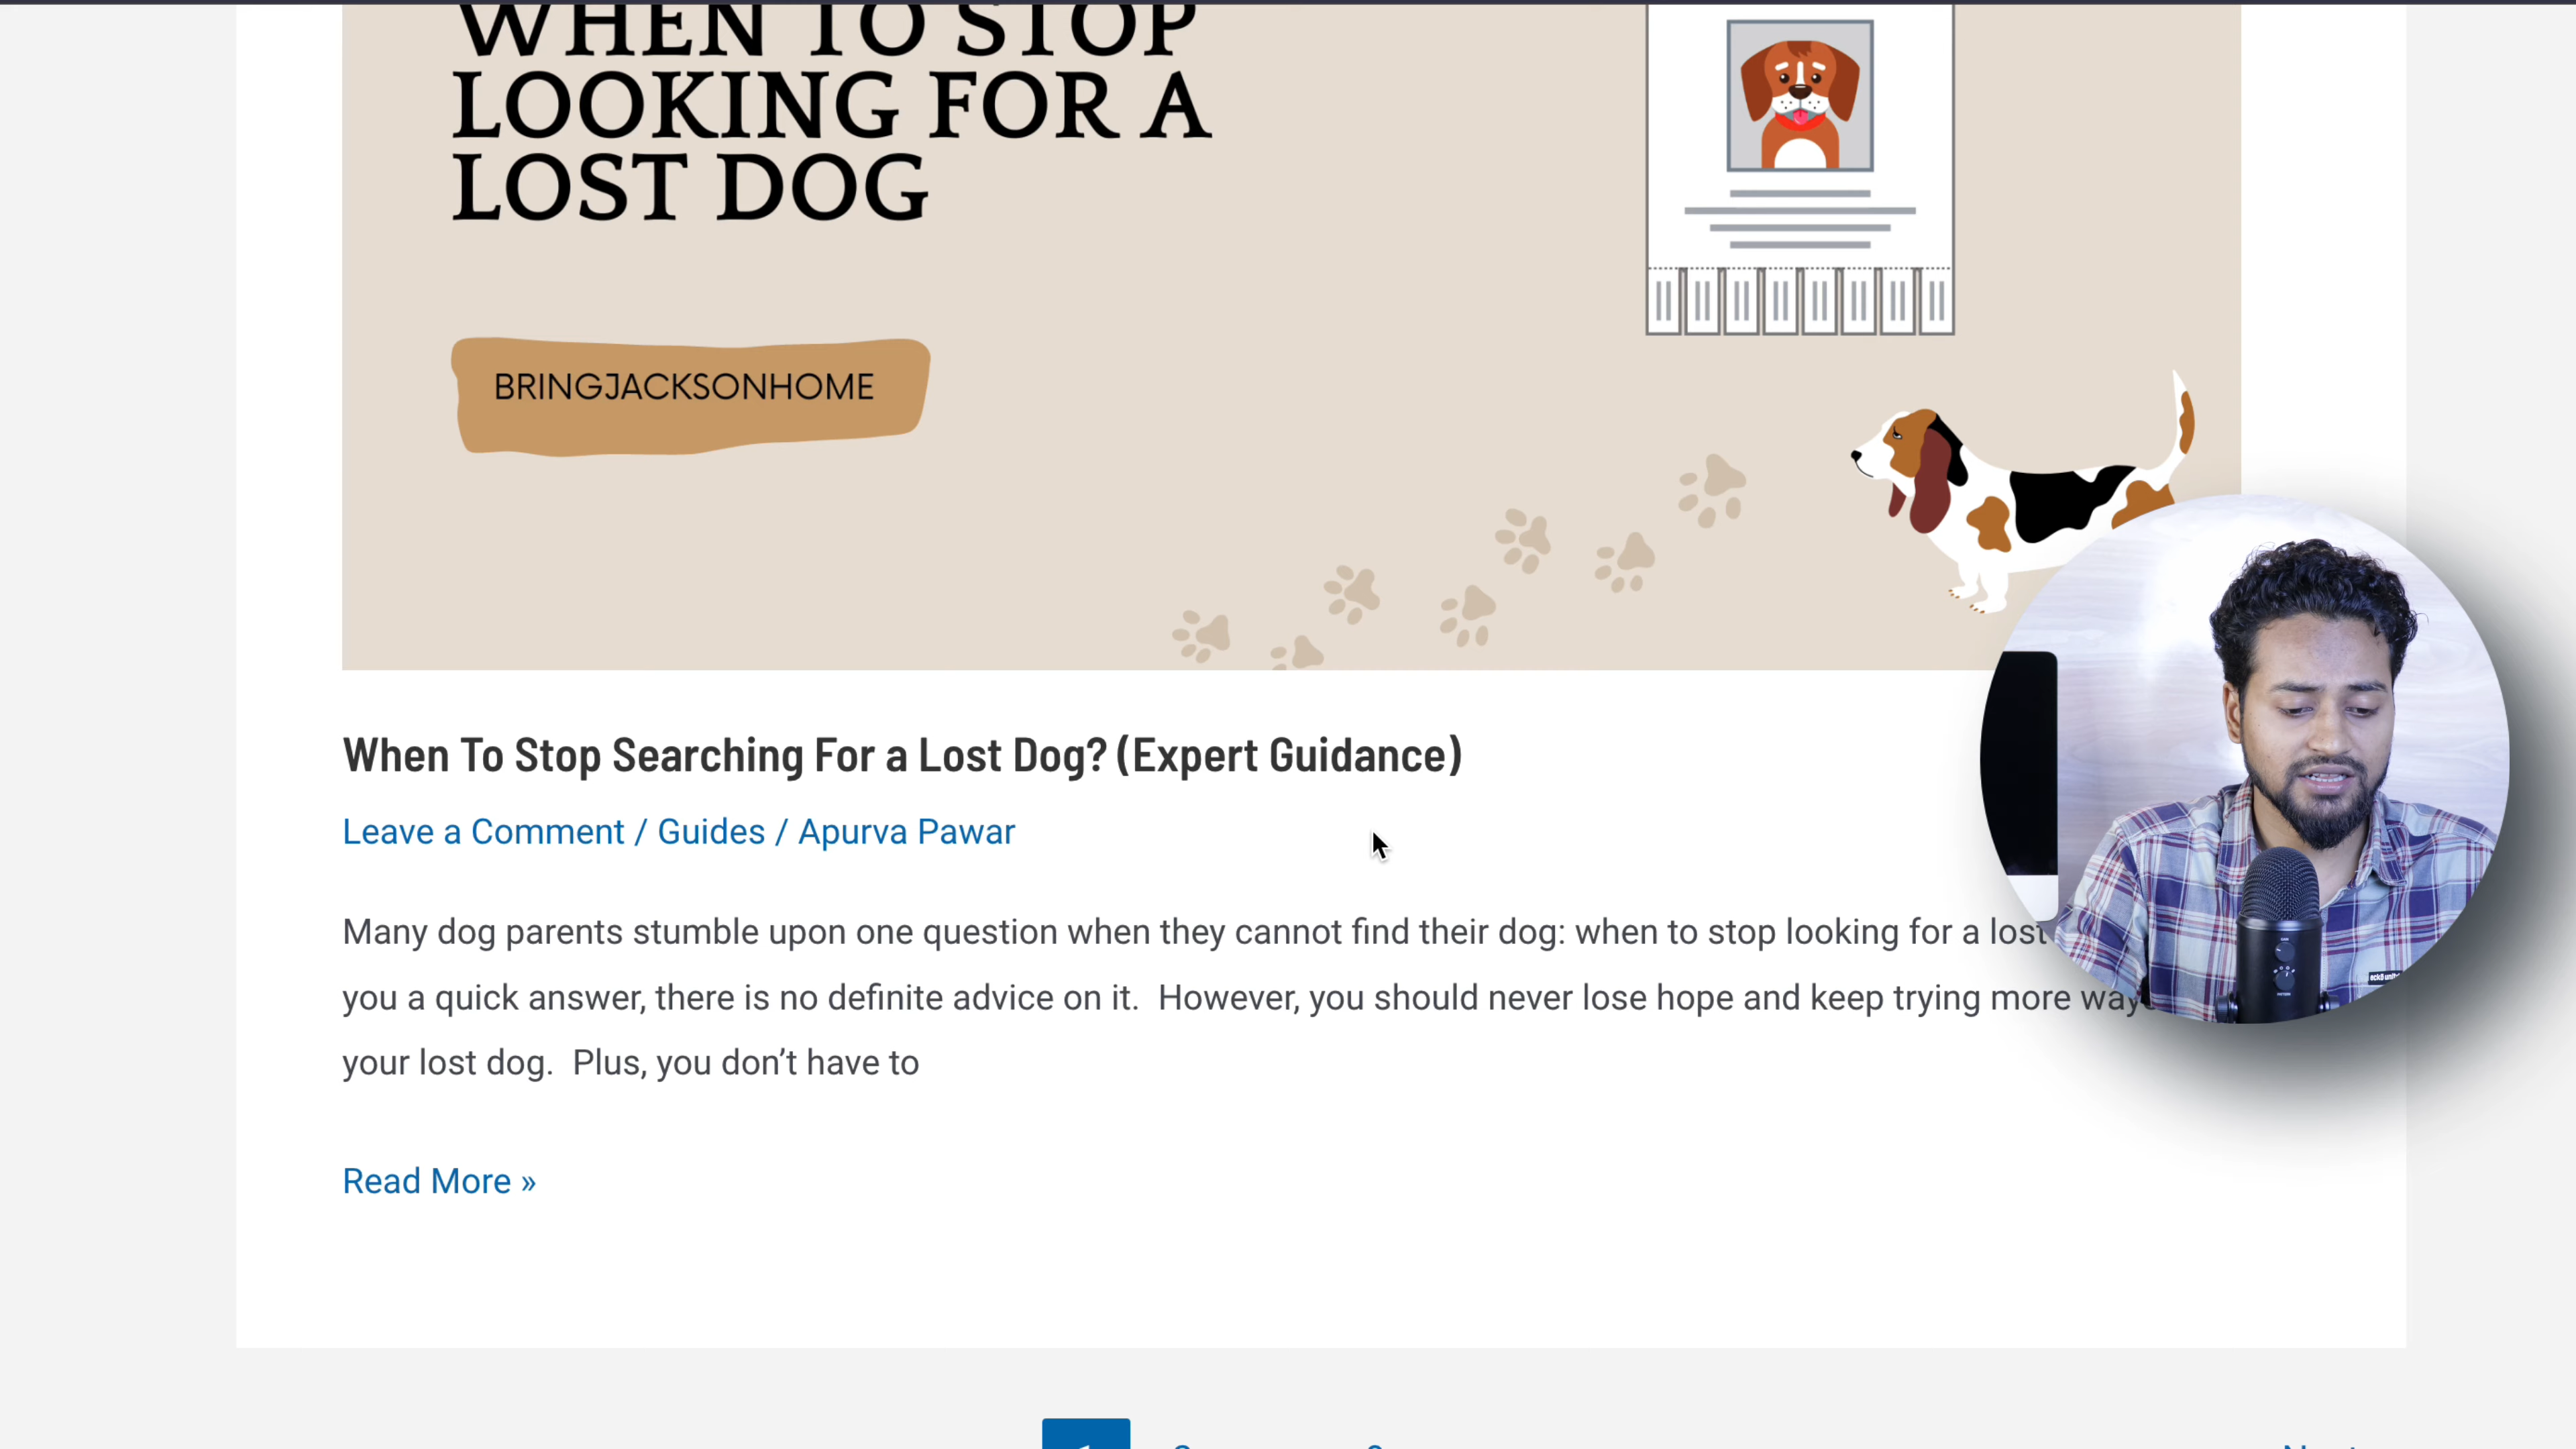 WHEN TO STOP
LOOKING FOR A
LOST DOG
BRINGJACKSONHOME
When To Stop Searching For a Lost Dog? (Expert Guidance)
Leave a Comment / Guides / Apurva Pawar
Many dog parents stumble upon one question when they cannot find their dog: when to stop looking for a lost
you a quick answer, there is no definite advice on it. However, you should never lose hope and keep trying more
your lost dog. Plus, you don't have to
Read More »